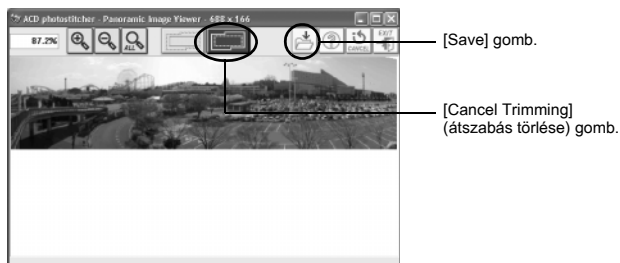 ACD photostitcher - Panoramic Image Viewer - 688 x 166
87.2%
ALL
CANCEL
EXIT
[Save] gomb.
[Cancel Trimming]
(átszabás törlése) gomb.